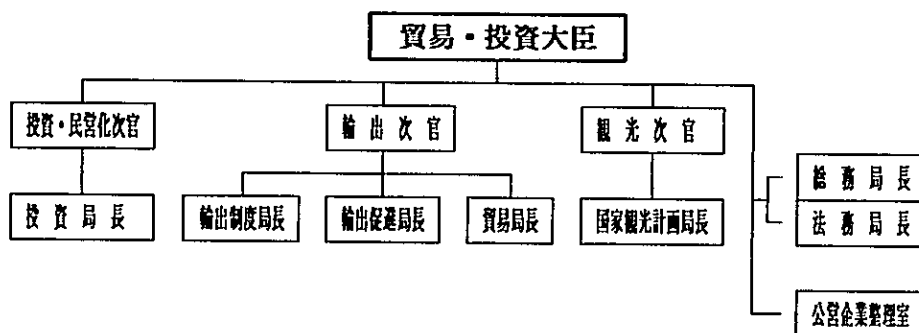 貿易・投資大臣
投資・民営化次官
輸出次官
観光次官
投資局長
輸出制度局長
輸出促進局長
貿易局長
国家観光計画局長
総務局長
法務局長
公営企業整理室